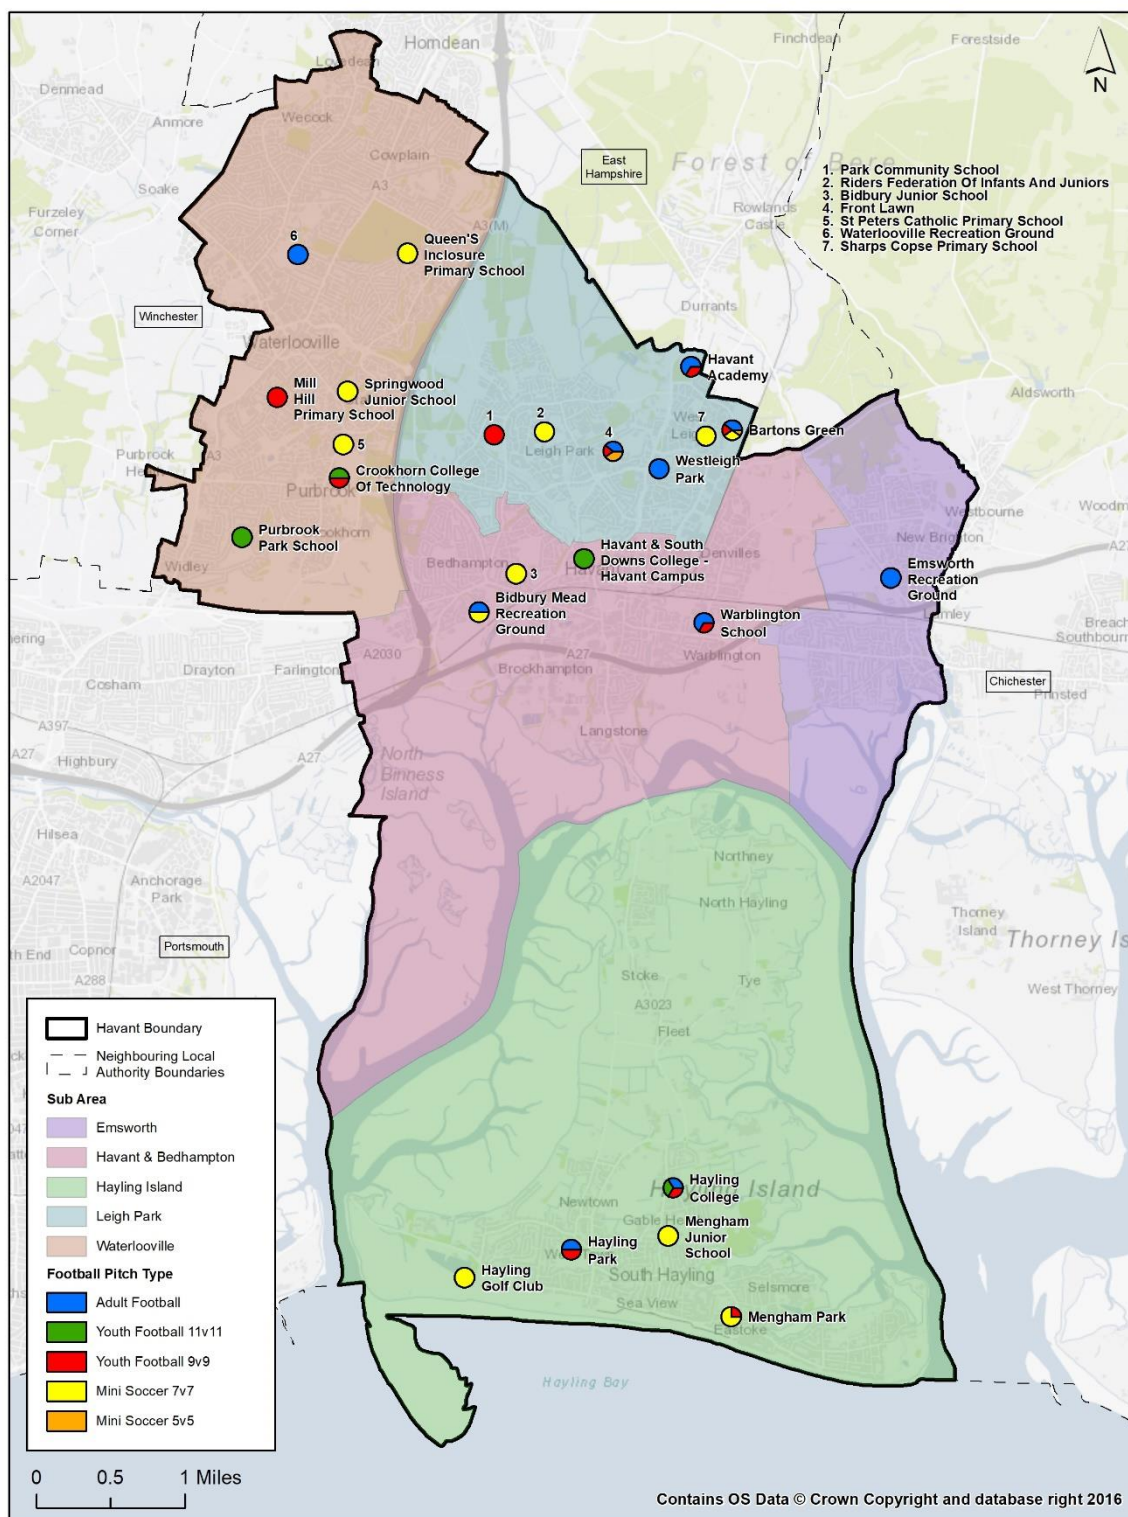 Horndean
Finchdean
Forestside
Lovedean
Denmead
N
Wecock
Anmore
Cowplain
East
Hampshire
Forest of Bere
A3
1. Park Community School
2. Riders Federation Of Infants And Juniors
3. Bidbury Junior School
4. Front Lawn
5. St Peters Catholic Primary School
6. Waterlooville Recreation Ground
7. Sharps Copse Primary School
Soake
Rowlands
Castle
Furzeley
Corner
A3(M)
6
Queen'S
Inclosure
Primary School
Durrants
Winchester
Waterlooville
Havant
Academy
Mill
Hill
Primary School
Springwood
Junior School
Aldsworth
1
2
4
7
Bartons Green
Leigh Park
5
A3
Westleigh
Park
Crookhorn College
Of Technology
Purbrook
Westbourne
Purbrook
Park School
Havant & South
Downs College -
Havant Campus
Denvilles
New Brighton
A27
Widley
Bedhampton
3
Emsworth
Recreation
Ground
Bidbury Mead
Recreation
Ground
Warblington
School
Southbourne
A2030
A27
Warblington
Drayton
Farlington
Brockhampton
Cosham
Chichester
Prinsted
A397
Langstone
A27
A27
Highbury
North
Binness
Island
Hilsea
Northney
A2047
Anchorage
Park
North Hayling
Thorney
Island
Portsmouth
Copnor
A288
Stoke
Tye
West Thorney
A3023
Fleet
Havant Boundary
Neighbouring Local
Authority Boundaries
Sub Area
Emsworth
Havant & Bedhampton
Hayling Island
Leigh Park
Waterlooville
Football Pitch Type
Adult Football
Youth Football 11v11
Youth Football 9v9
Mini Soccer 7v7
Mini Soccer 5v5
Hayling
College
Newtown
Mengham
Junior
School
Hayling
Park
South Hayling
Selsmore
Hayling
Golf Club
Sea View
Mengham Park
Eastoke
Hayling Bay
0 0.5 1 Miles
Contains OS Data © Crown Copyright and database right 2016